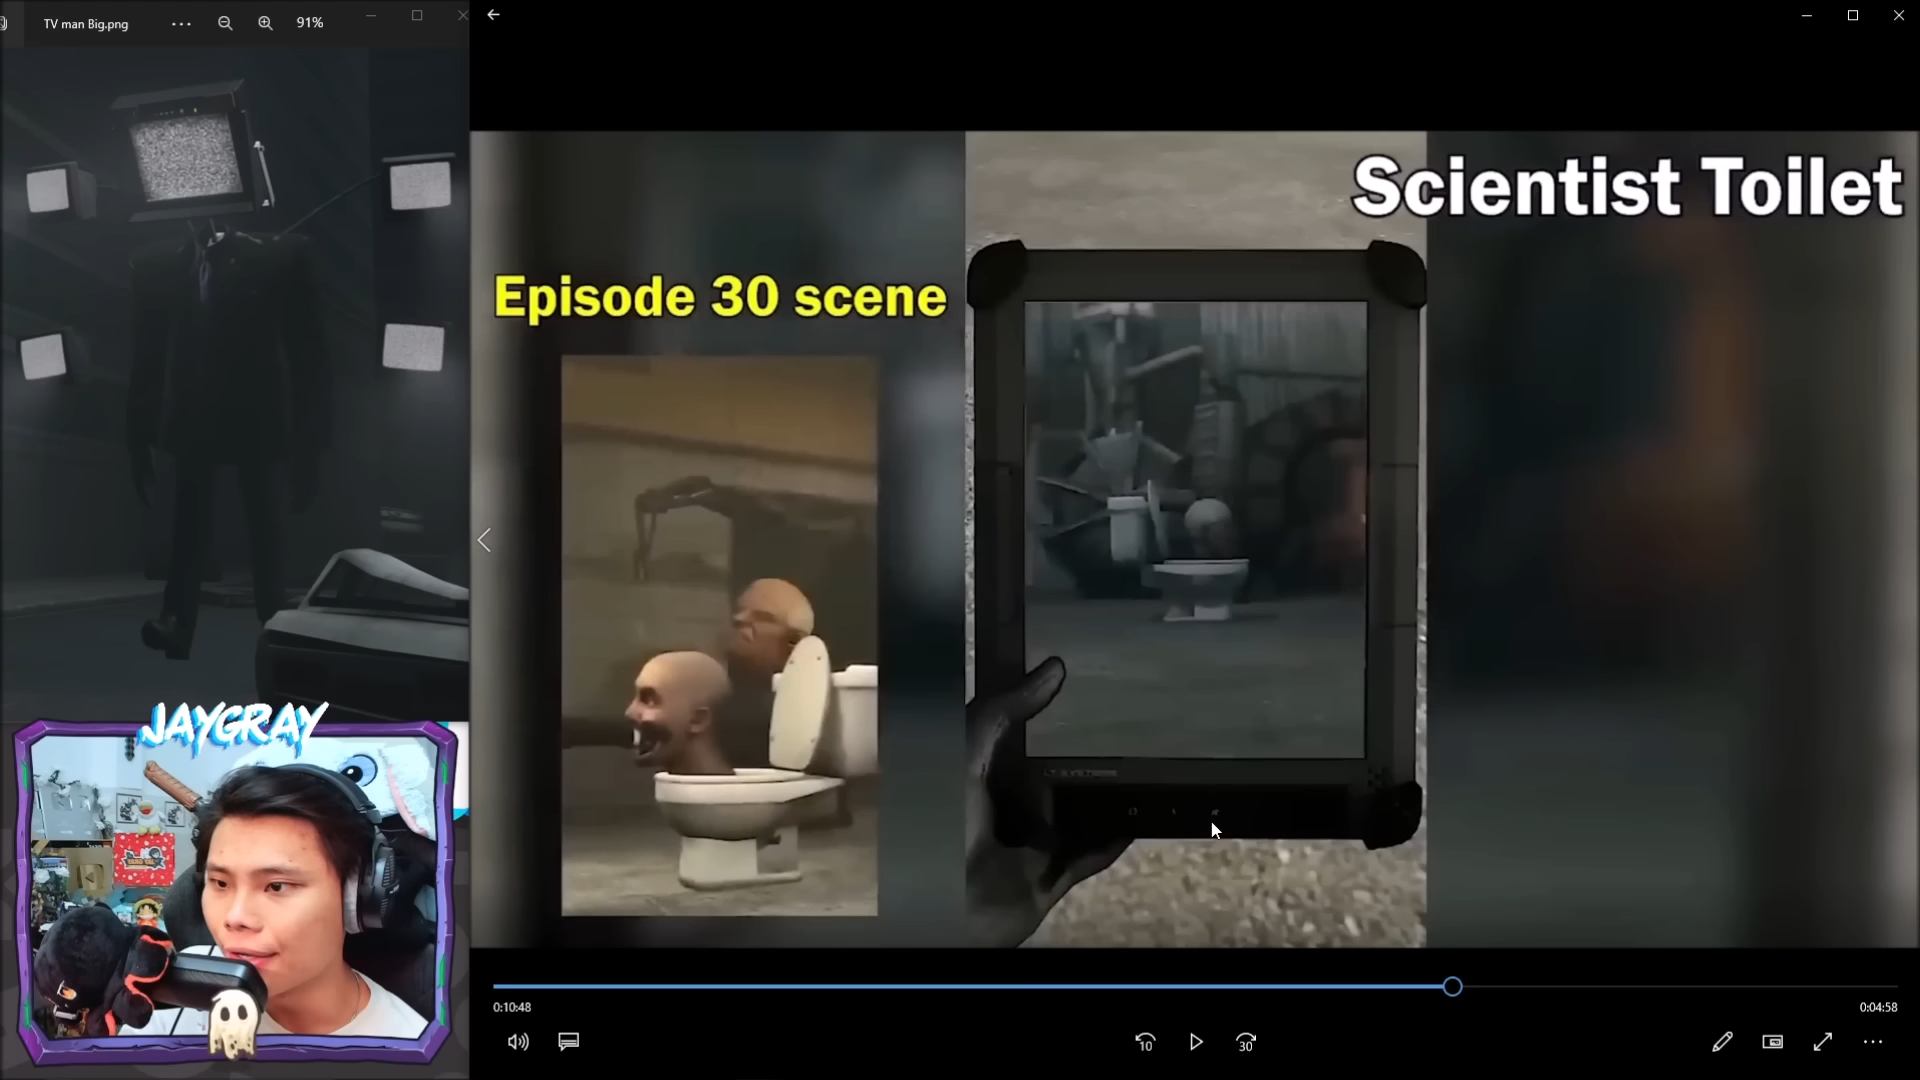 TV man Big.png
91%
Scientist Toilet
Episode 30 scene
JAYGRAY
0:10:48
0:04:58
10
30